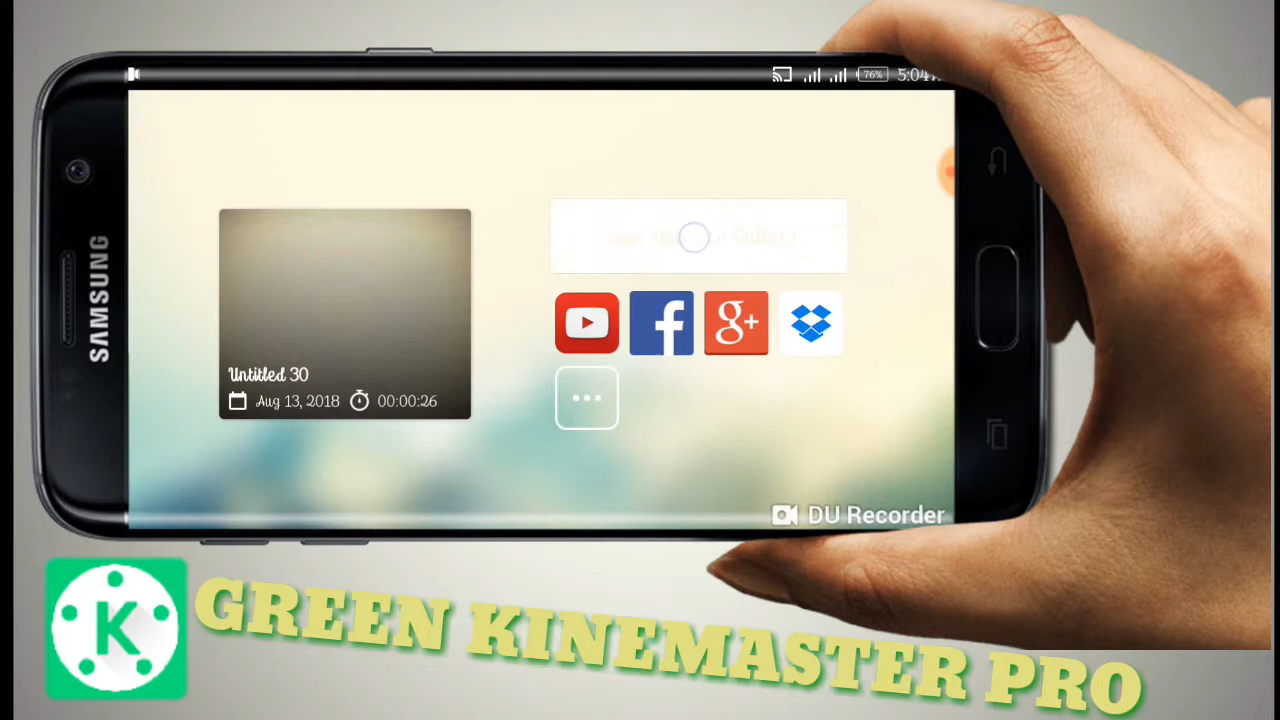 76% 5:04
SAMSUNG
Untitled 30
Aug 13, 2018 00:00:26
g+
DU Recorder
K
GREEN KINEMASTER PRO